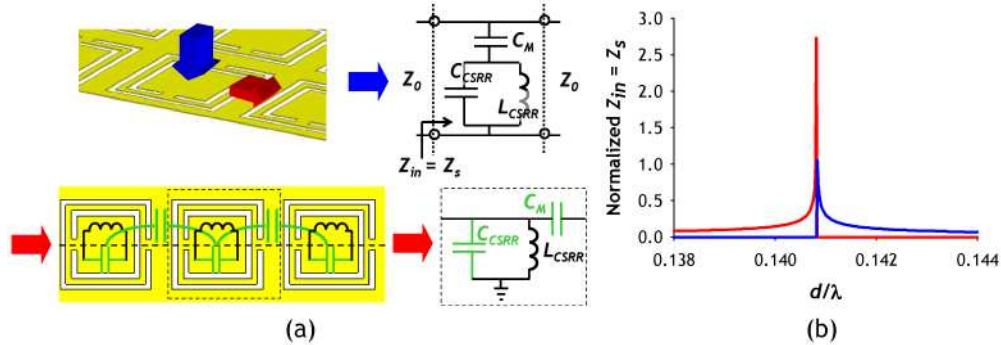 C_M
C_CSRR
L_CSRR
Z_0
Z_0
Z_in = Z_s
C_M
C_CSRR
L_CSRR
(a)
Normalized Z_in = Z_s
3.0
2.5
2.0
1.5
1.0
0.5
0.0
0.138 0.140 0.142 0.144
d/λ
(b)